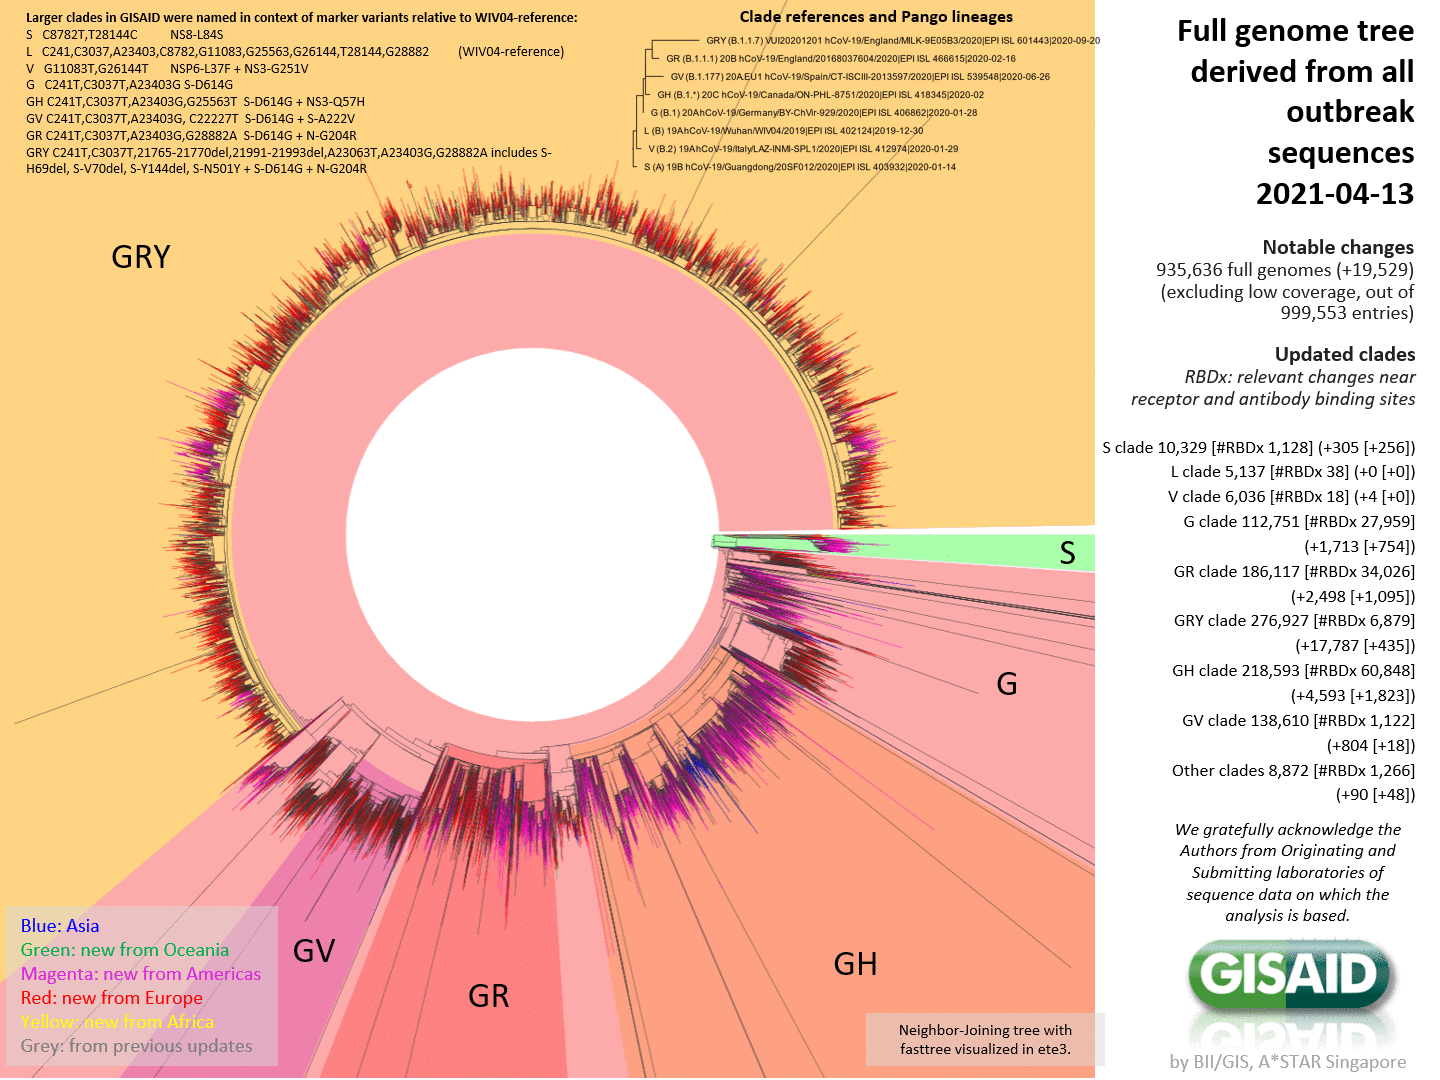 Larger clades in GISAID were named in context of marker variants relative to WIV04-reference:
S C8782T,T28144C NS8-L84S
L C241,C3037,A23403,C8782,G11083,G25563,G26144,T28144,G28882 (WIV04-reference)
V G11083T,G26144T NSP6-L37F + NS3-G251V
G C241T,C3037T,A23403G S-D614G
GH C241T,C3037T,A23403G,G25563T S-D614G + NS3-Q57H
GV C241T,C3037T,A23403G, C22227T S-D614G + S-A222V
GR C241T,C3037T,A23403G,G28882A S-D614G + N-G204R
GRY C241T,C3037T,21765-21770del,21991-21993del,A23063T,A23403G,G28882A includes S-
H69del, S-V70del, S-Y144del, S-N501Y + S-D614G + N-G204R
Clade references and Pango lineages
GRY (B.1.1.7) VUI20201201 hCoV-19/England/MILK-9E05B3/2020|EPI ISL 601443|2020-09-20
GR (B.1.1.1) 20B hCoV-19/England/20168037604/2020|EPI ISL 466615|2020-02-16
GV (B.1.177) 20A.EU1 hCoV-19/Spain/CT-ISCIII-2013597/2020|EPI ISL 539548|2020-06-26
GH (B.1.*) 20C hCoV-19/Canada/ON-PHL-8751/2020|EPI ISL 418345|2020-02
G (B.1) 20AhCoV-19/Germany/BY-ChVir-929/2020|EPI ISL 406862|2020-01-28
L (B) 19AhCoV-19/Wuhan/WIV04/2019|EPI ISL 402124|2019-12-30
V (B.2) 19AhCoV-19/Italy/LAZ-INMI-SPL1/2020|EPI ISL 412974|2020-01-29
S (A) 19B hCoV-19/Guangdong/20SF012/2020|EPI ISL 403932|2020-01-14
GRY
S
G
GH
GR
GV
Blue: Asia
Green: new from Oceania
Magenta: new from Americas
Red: new from Europe
Yellow: new from Africa
Grey: from previous updates
Neighbor-Joining tree with
fasttree visualized in ete3.
Full genome tree
derived from all
outbreak
sequences
2021-04-13
Notable changes
935,636 full genomes (+19,529)
(excluding low coverage, out of
999,553 entries)
Updated clades
RBDx: relevant changes near
receptor and antibody binding sites
S clade 10,329 [#RBDx 1,128] (+305 [+256])
L clade 5,137 [#RBDx 38] (+0 [+0])
V clade 6,036 [#RBDx 18] (+4 [+0])
G clade 112,751 [#RBDx 27,959]
(+1,713 [+754])
GR clade 186,117 [#RBDx 34,026]
(+2,498 [+1,095])
GRY clade 276,927 [#RBDx 6,879]
(+17,787 [+435])
GH clade 218,593 [#RBDx 60,848]
(+4,593 [+1,823])
GV clade 138,610 [#RBDx 1,122]
(+804 [+18])
Other clades 8,872 [#RBDx 1,266]
(+90 [+48])
We gratefully acknowledge the
Authors from Originating and
Submitting laboratories of
sequence data on which the
analysis is based.
GISAID
by BII/GIS, A*STAR Singapore